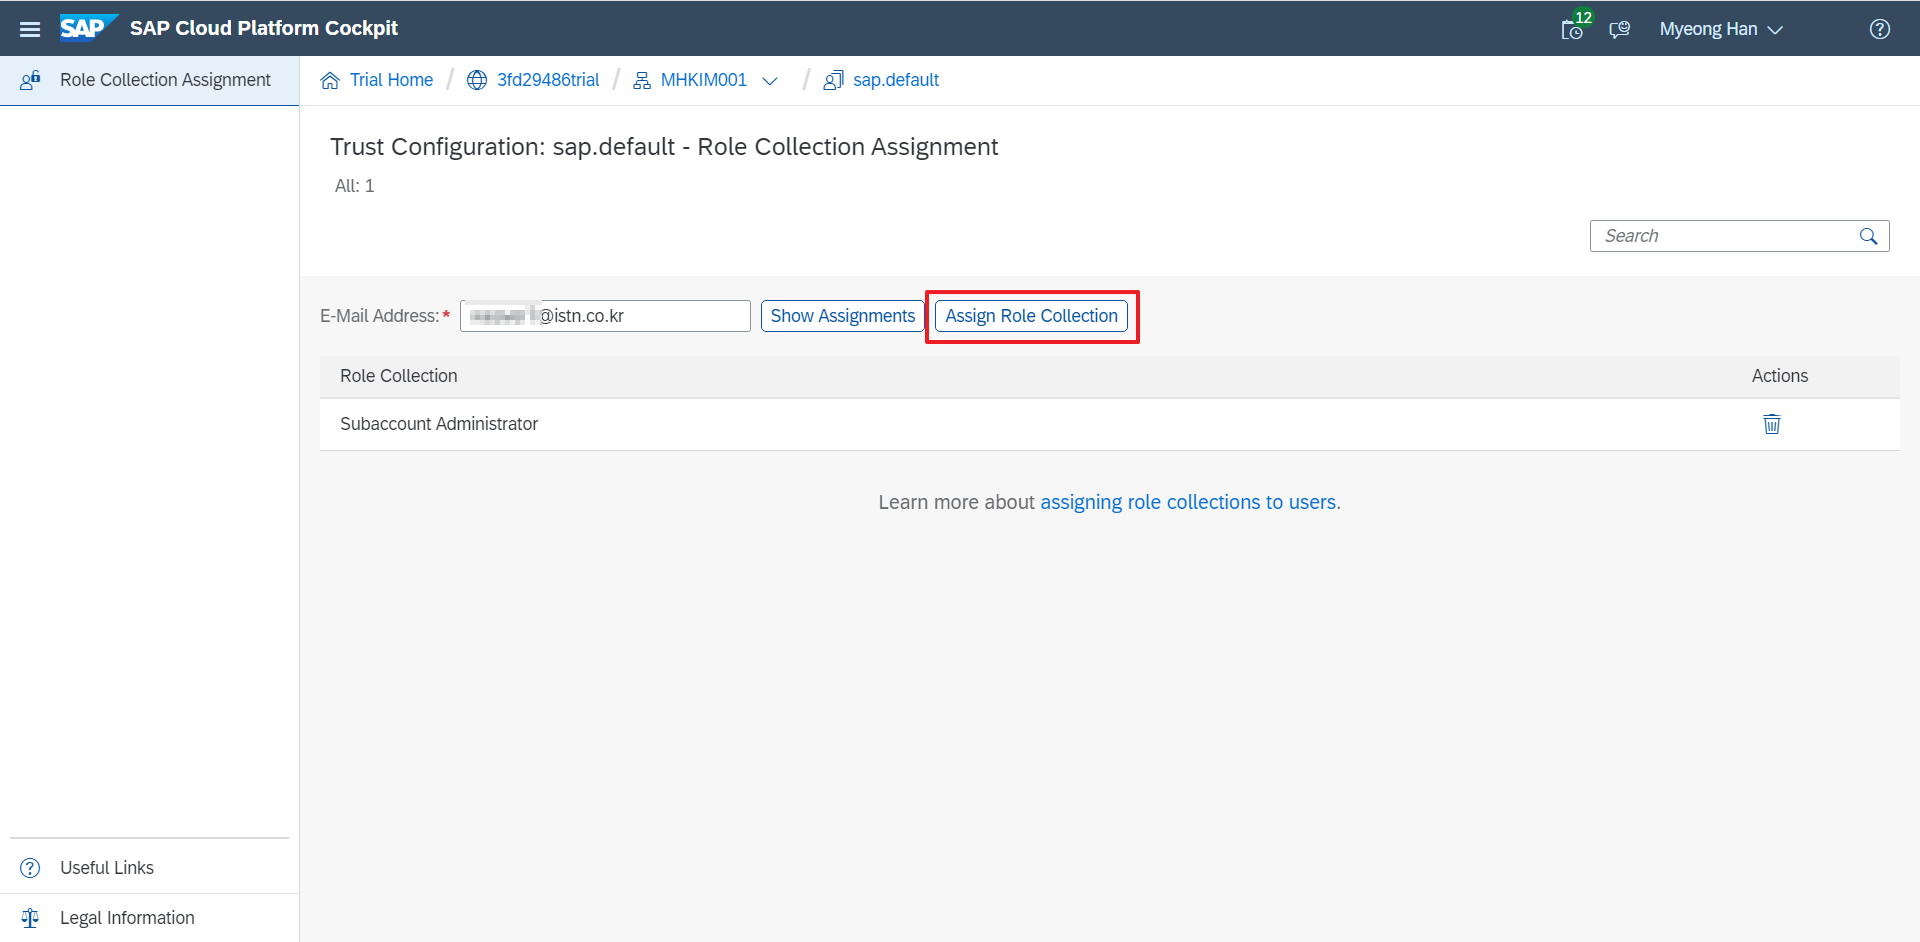 SAP SAP Cloud Platform Cockpit 12 Myeong Han
Role Collection Assignment
Trial Home / 3fd29486trial / MHKIM001 / sap.default
Trust Configuration: sap.default - Role Collection Assignment
All: 1
Search
E-Mail Address:* @istn.co.kr Show Assignments Assign Role Collection
Role Collection Actions
Subaccount Administrator
Learn more about assigning role collections to users.
Useful Links
Legal Information